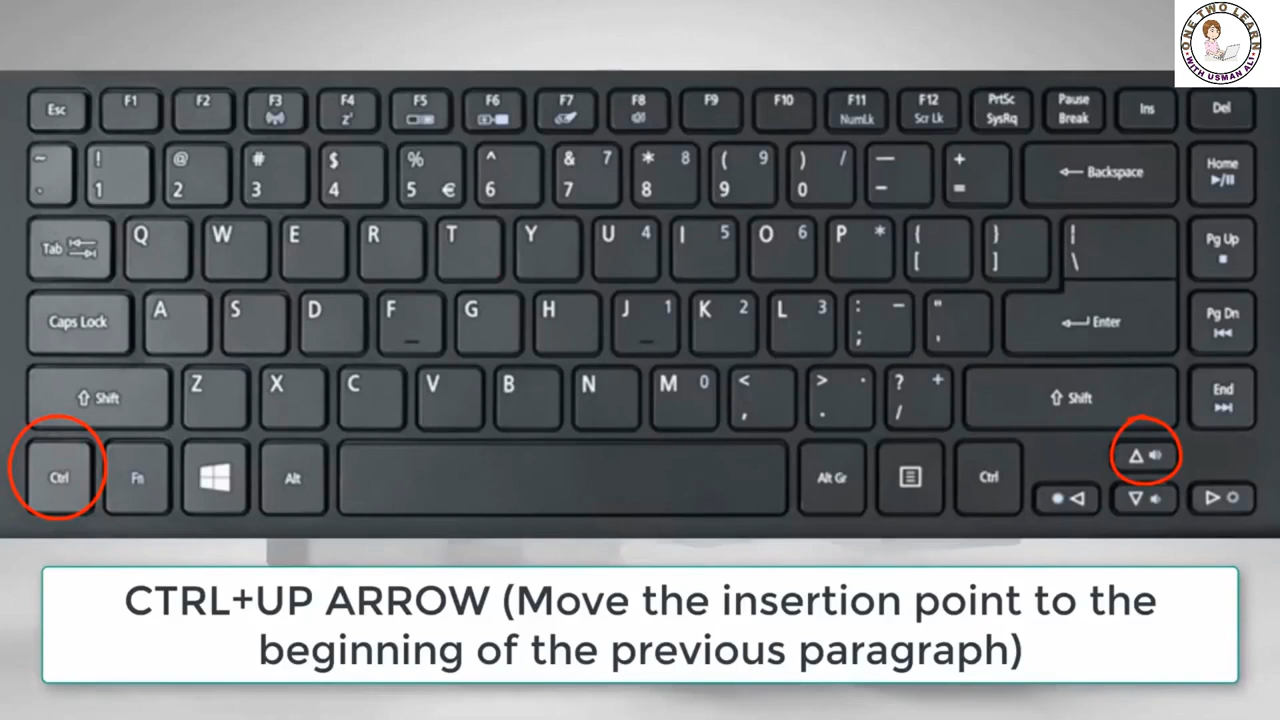 ONE TWO LEARN
WITH USMAN ALI
Esc F1 F2 F3 F4 F5 F6 F7 F8 F9 F10 F11 F12 PrtSc Pause Ins Del
z² NumLk Scr Lk SysRq Break
~ ! @ # $ % ^ & 7 * 8 ( 9 ) / — + Backspace Home
1 2 3 4 5 € 6 7 8 9 0 - =
Tab Q W E R T Y U 4 I 5 O 6 P * { } | Pg Up
[ ] \
Caps Lock A S D F G H J 1 K 2 L 3 : – " Enter Pg Dn
; '
Shift Z X C V B N M 0 < > . ? + Shift End
, . /
Ctrl Fn Alt Alt Gr Ctrl
CTRL+UP ARROW (Move the insertion point to the
beginning of the previous paragraph)